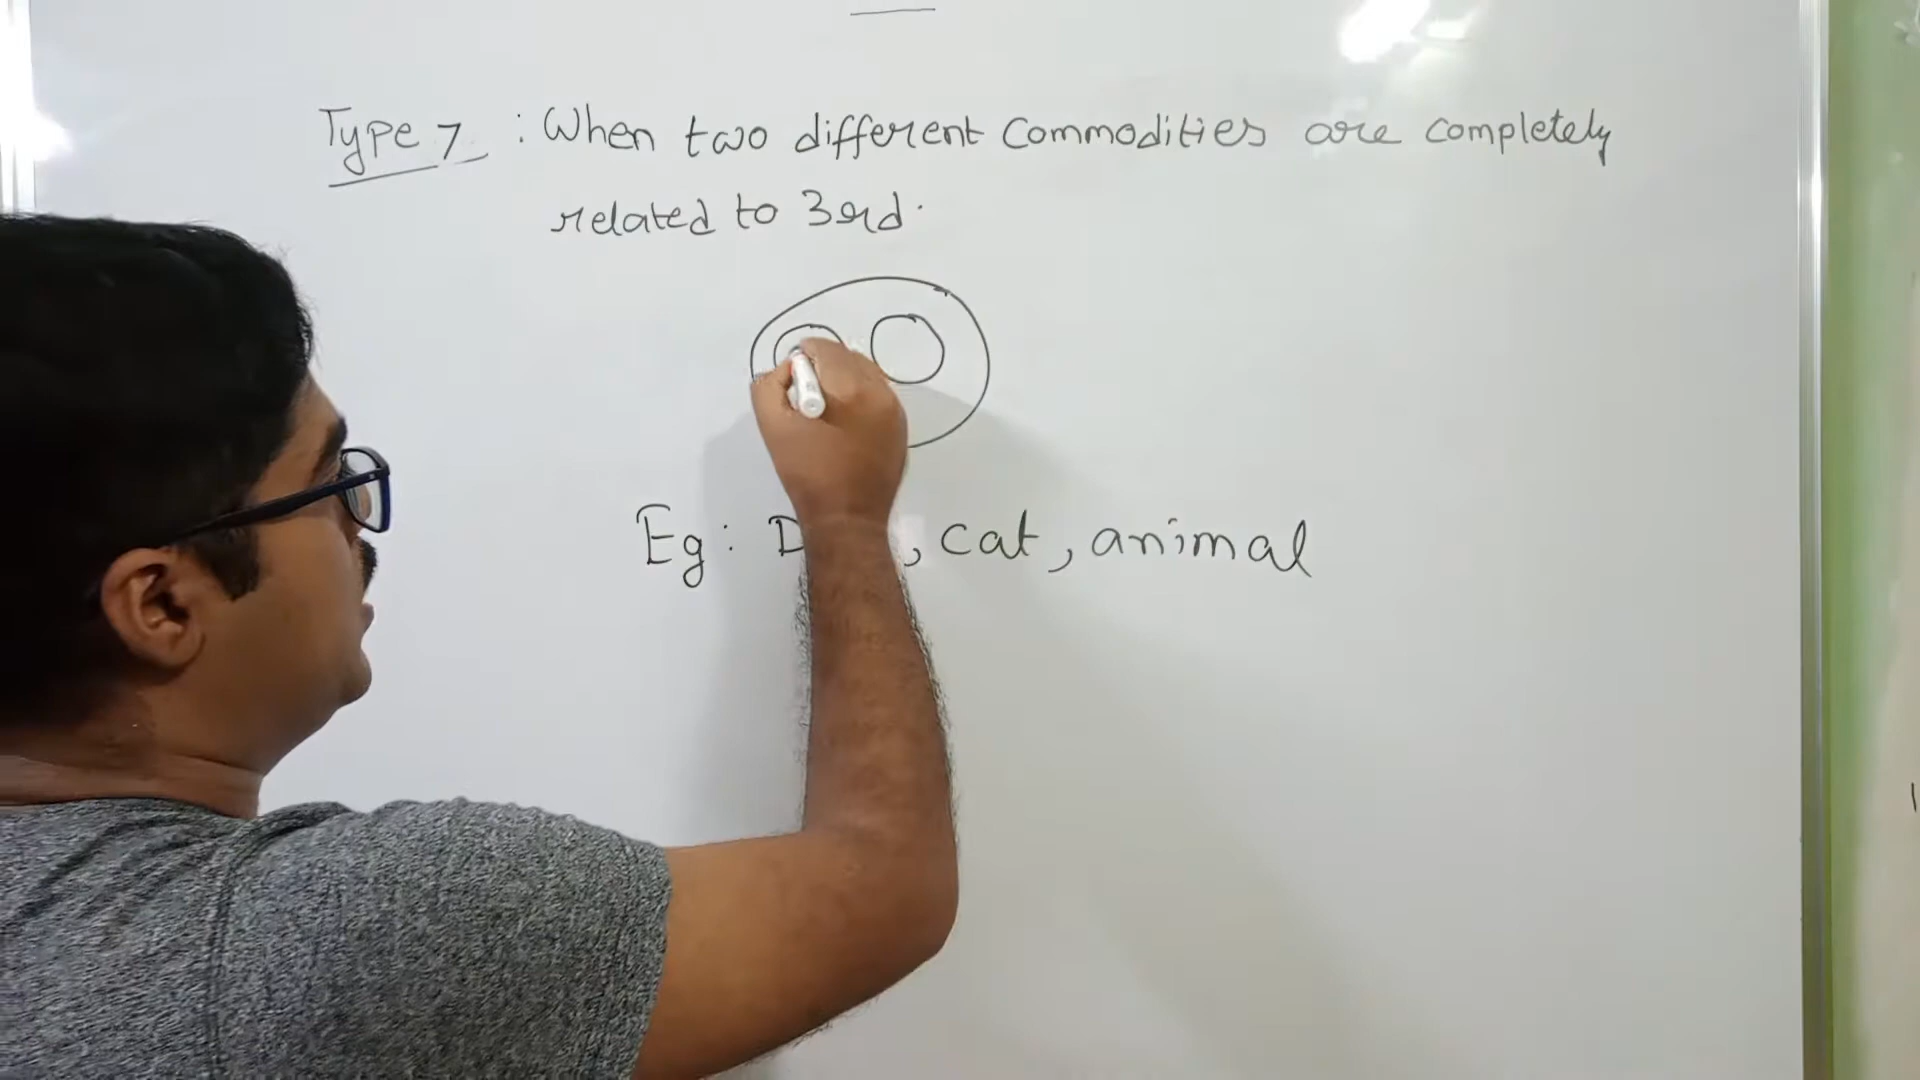 Type 7 : When two different Commodities are completely
related to 3rd.
Eg : , cat, animal